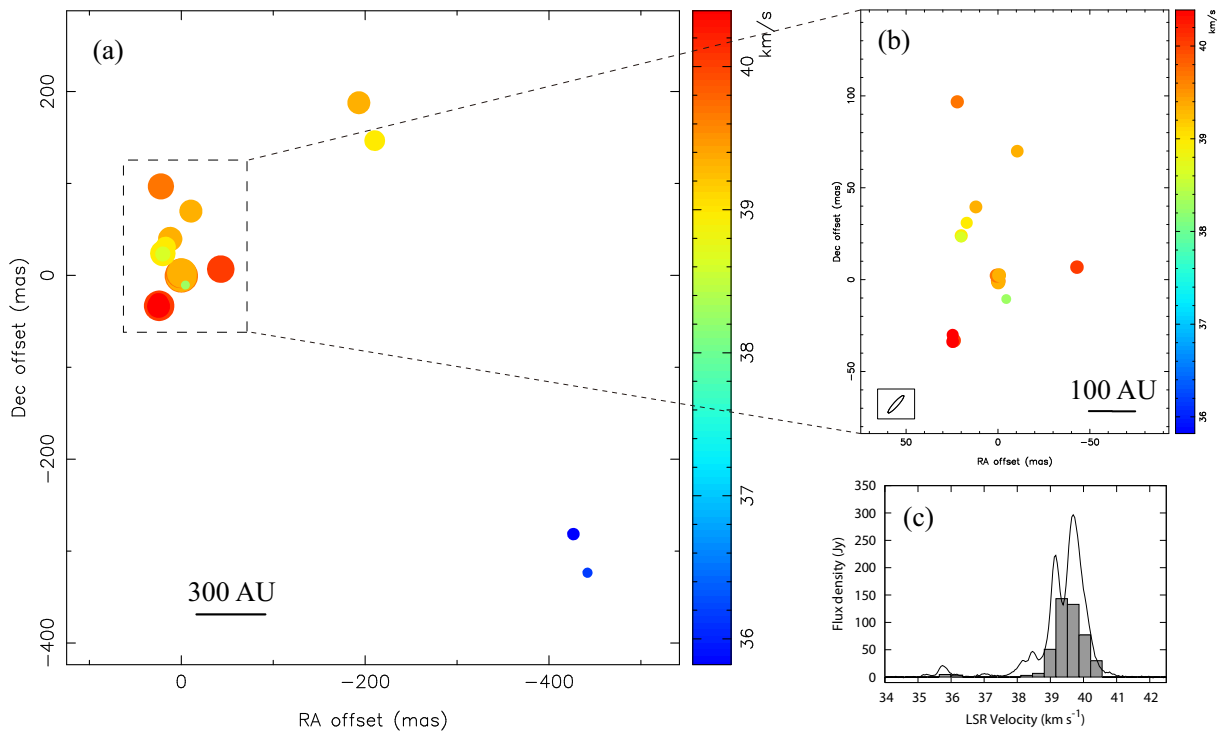 (a)
Dec offset (mas)
200
0
−200
−400
0
−200
−400
RA offset (mas)
300 AU
km/s
40
39
38
37
36
(b)
Dec offset (mas)
100
50
0
−50
50
0
−50
RA offset (mas)
100 AU
km/s
40
39
38
37
36
(c)
Flux density (Jy)
350
300
250
200
150
100
50
0
34 35 36 37 38 39 40 41 42
LSR Velocity (km s⁻¹)